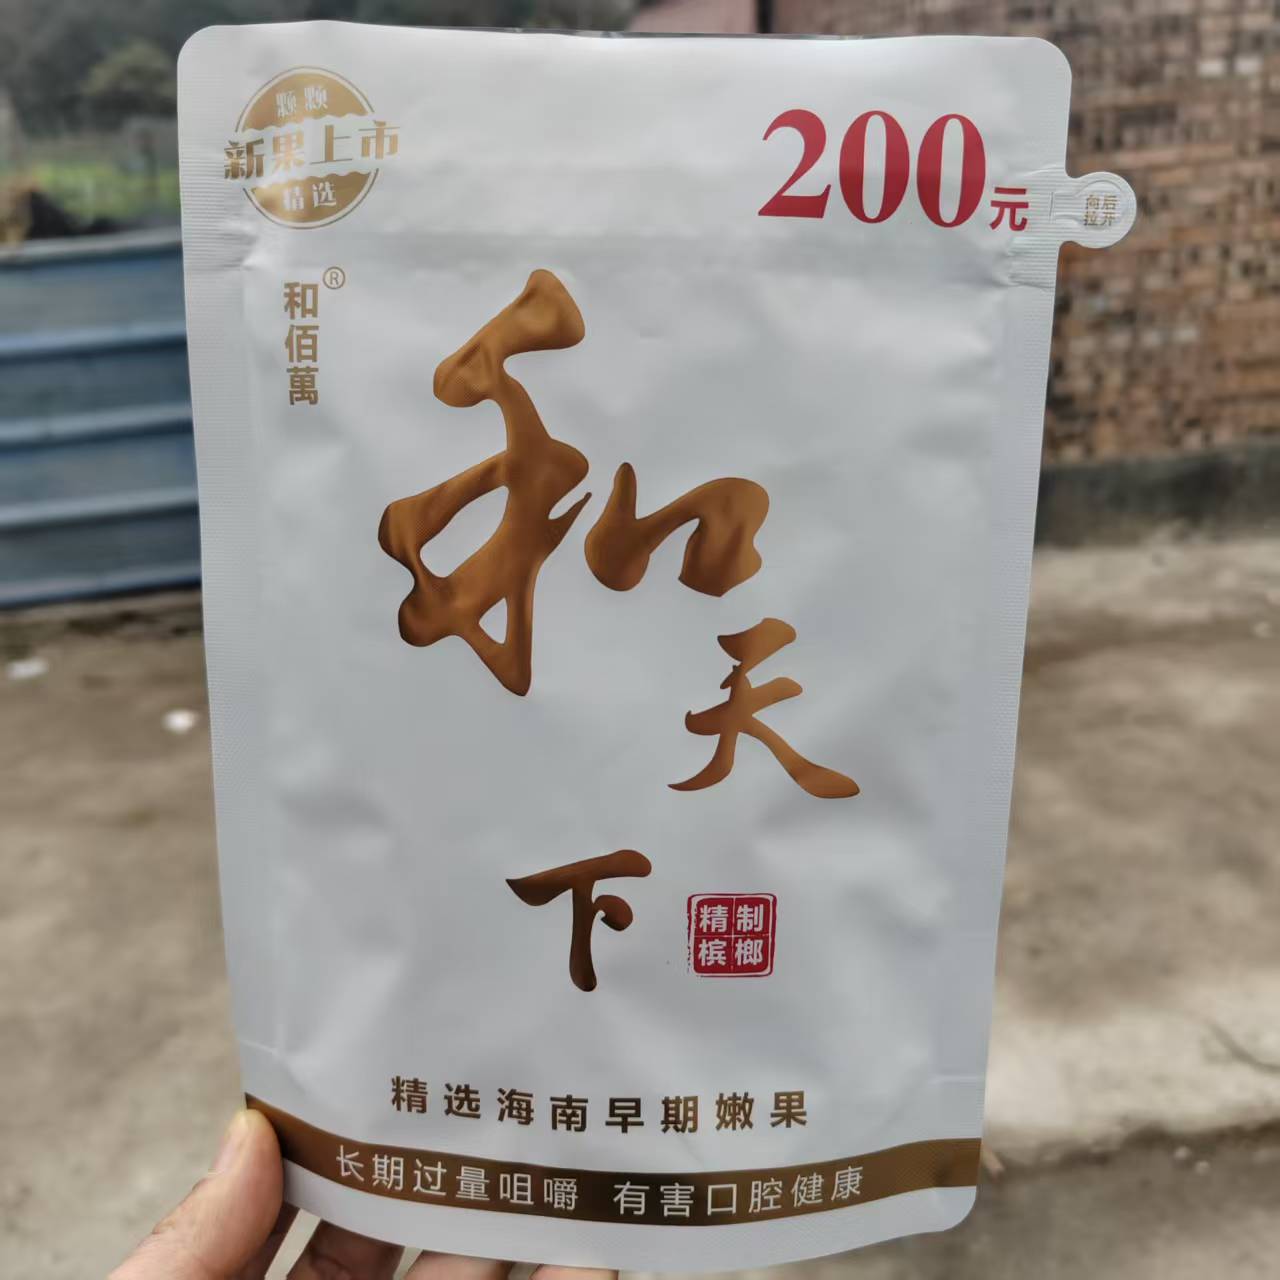 颗颗
新果上市
精选
200元
向后
拉开
和佰萬®
和天下
精制
槟榔
精选海南早期嫩果
长期过量咀嚼 有害口腔健康